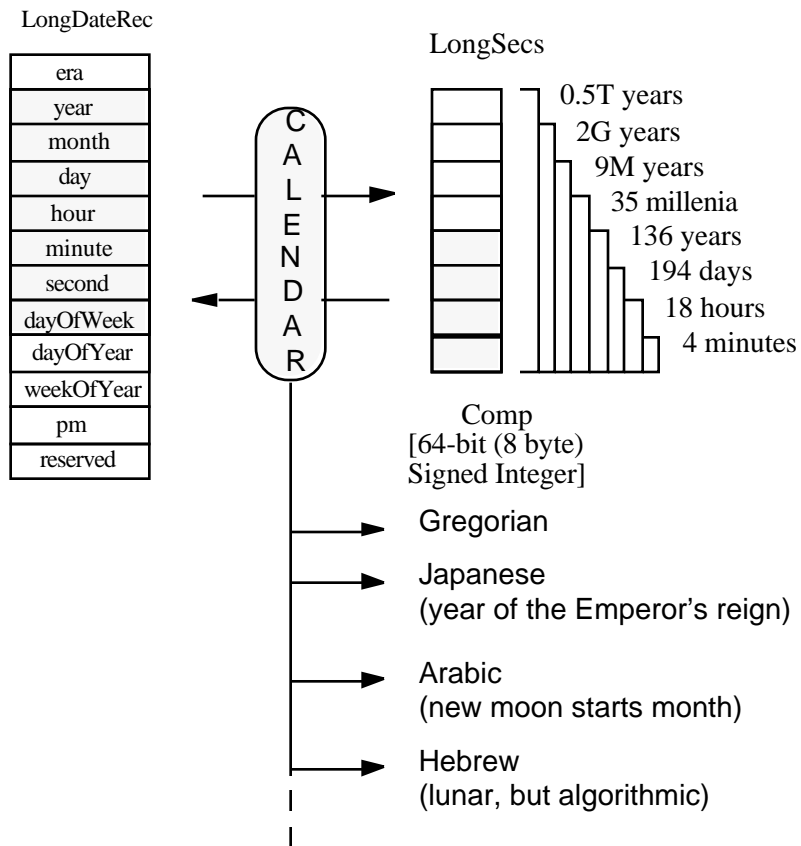 LongDateRec
era
year
month
day
hour
minute
second
dayOfWeek
dayOfYear
weekOfYear
pm
reserved
CALENDAR
LongSecs
0.5T years
2G years
9M years
35 millenia
136 years
194 days
18 hours
4 minutes
Comp
[64-bit (8 byte)
Signed Integer]
Gregorian
Japanese
(year of the Emperor’s reign)
Arabic
(new moon starts month)
Hebrew
(lunar, but algorithmic)